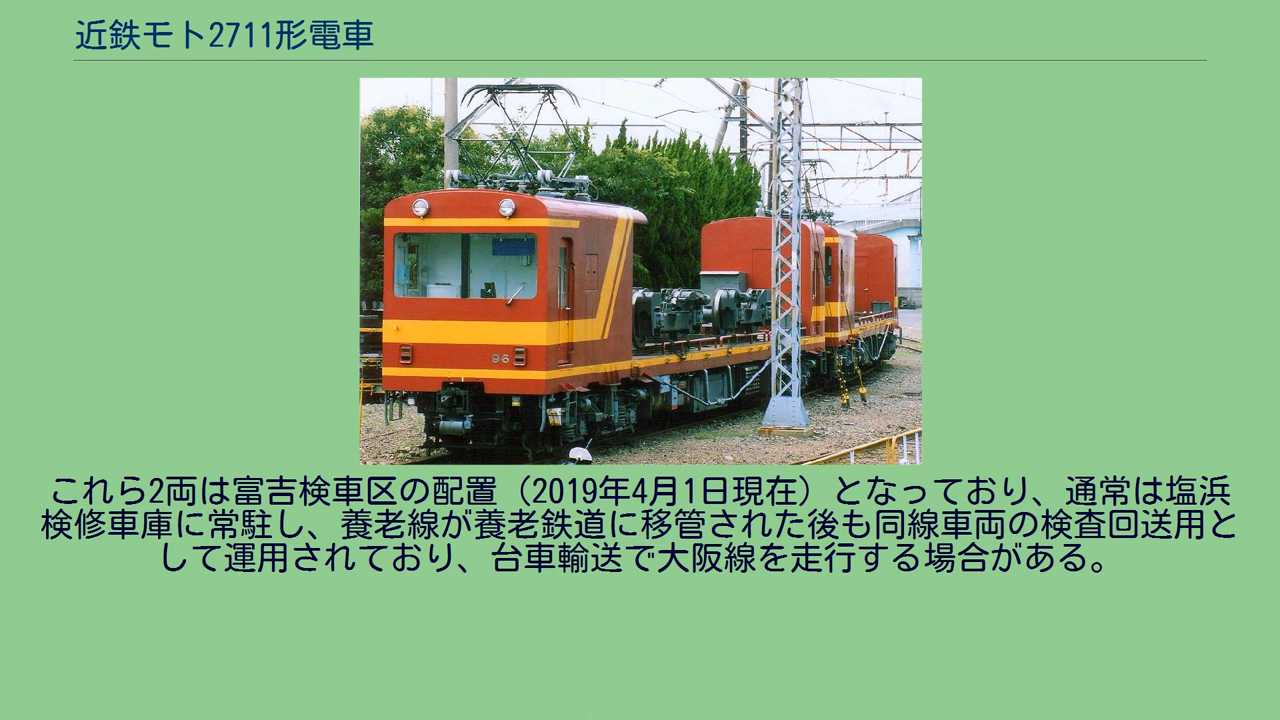 近鉄モト2711形電車
96
これら2両は富吉検車区の配置（2019年4月1日現在）となっており、通常は塩浜
検修車庫に常駐し、養老線が養老鉄道に移管された後も同線車両の検査回送用と
して運用されており、台車輸送で大阪線を走行する場合がある。